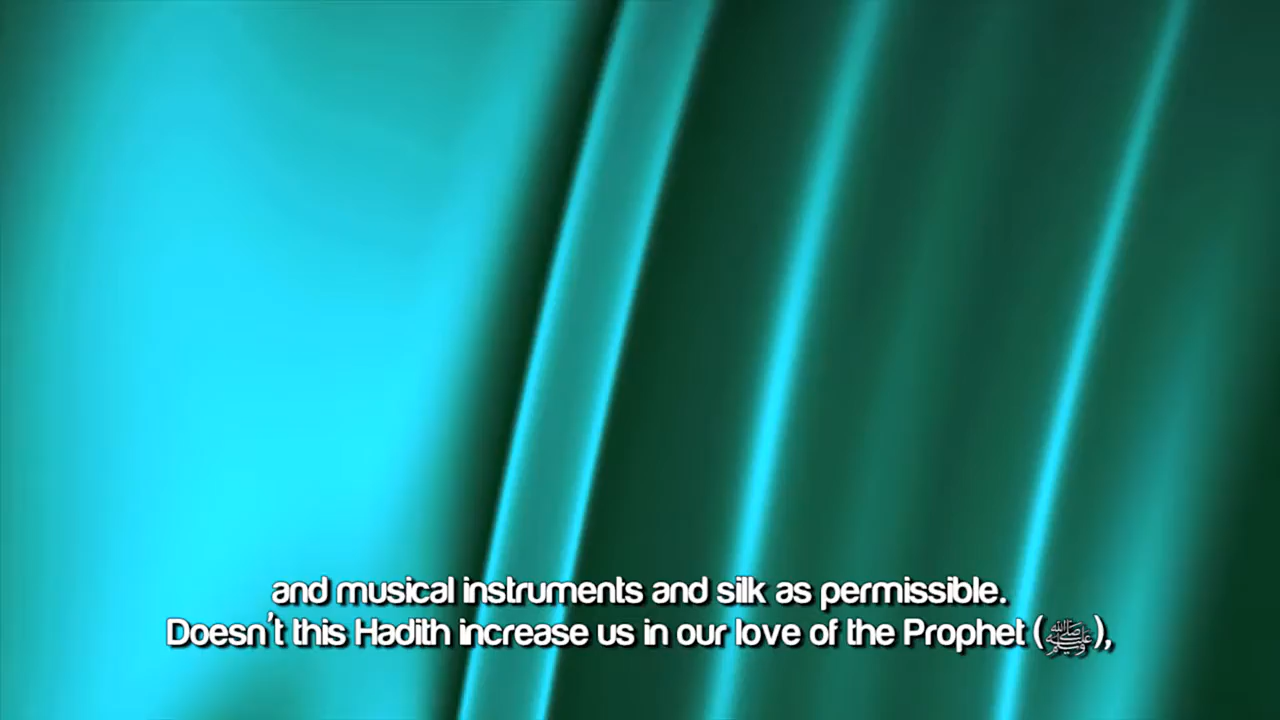 and musical instruments and silk as permissible.
Doesn't this Hadith increase us in our love of the Prophet (ﷺ),